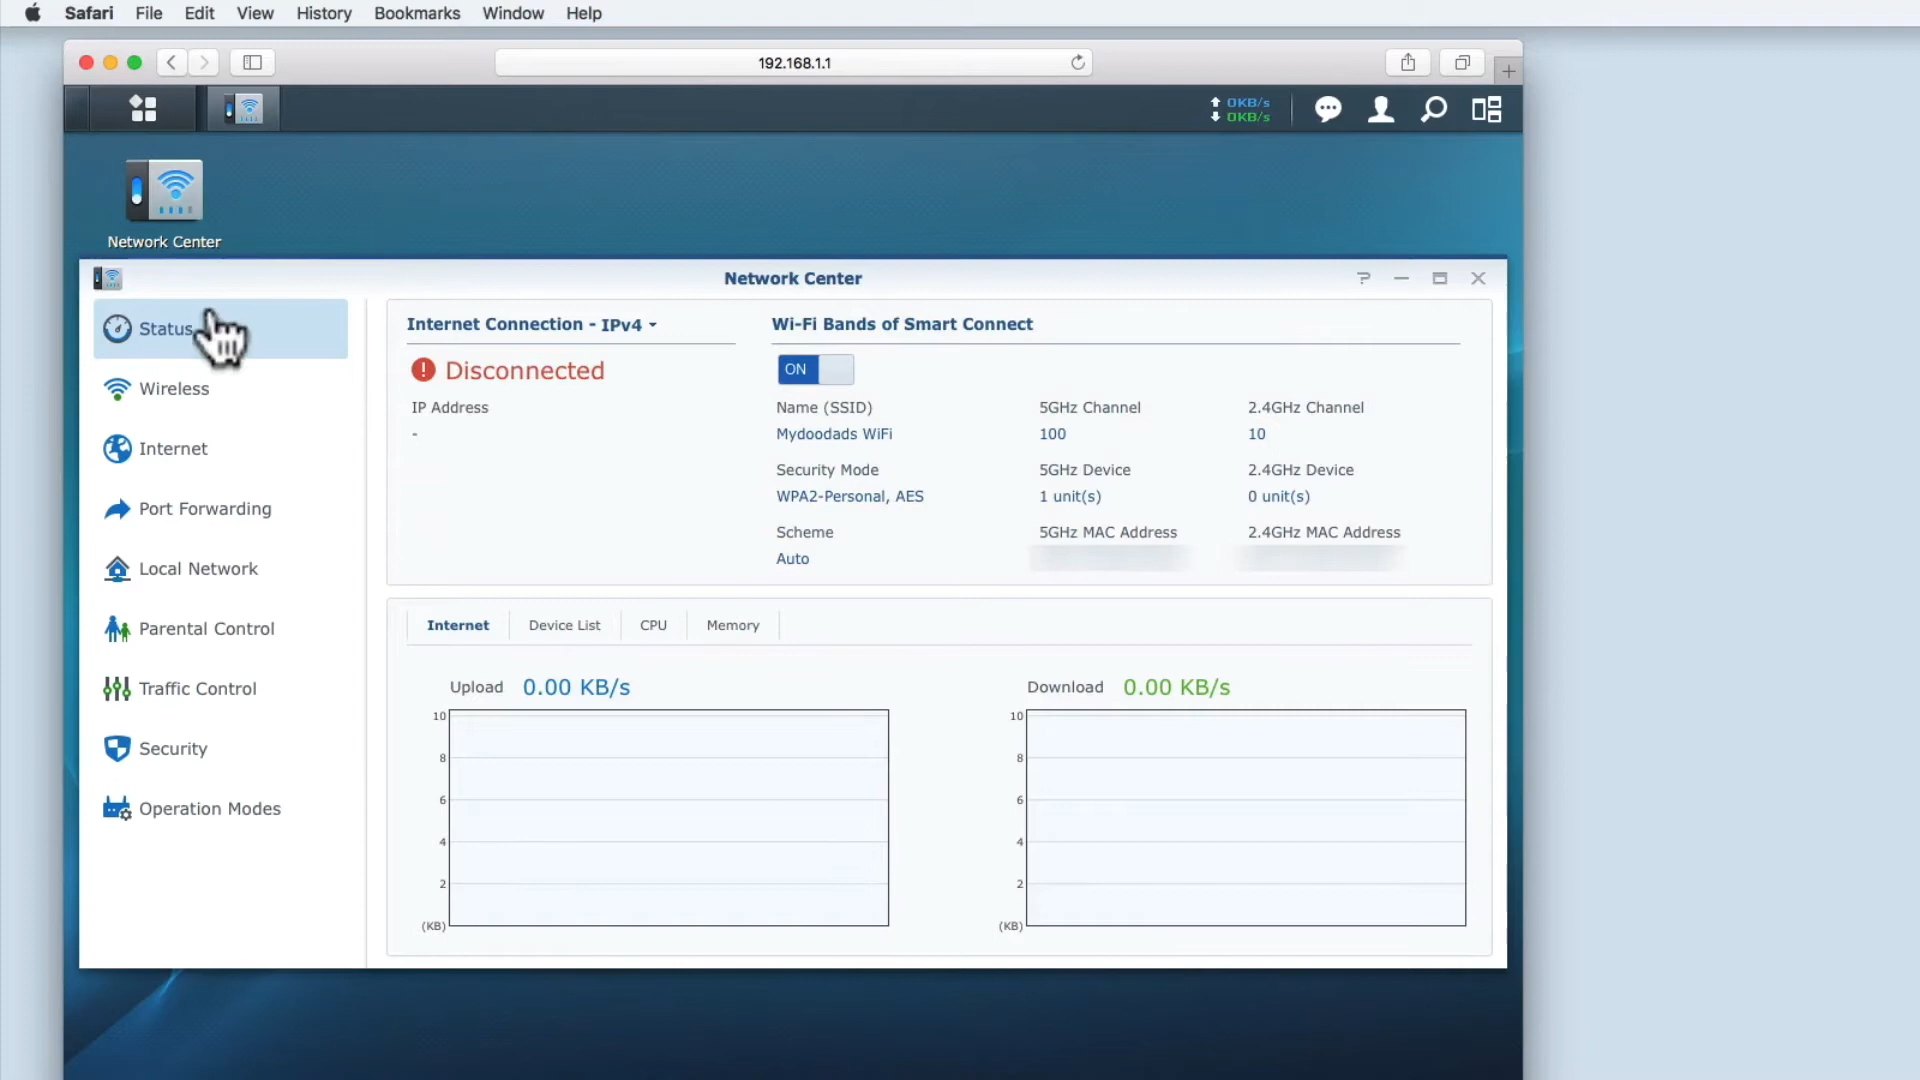 Safari File Edit View History Bookmarks Window Help
192.168.1.1
0KB/s
0KB/s
Network Center
Network Center
Status
Wireless
Internet
Port Forwarding
Local Network
Parental Control
Traffic Control
Security
Operation Modes
Internet Connection - IPv4
Disconnected
IP Address
-
Wi-Fi Bands of Smart Connect
ON
Name (SSID) 5GHz Channel 2.4GHz Channel
Mydoodads WiFi 100 10
Security Mode 5GHz Device 2.4GHz Device
WPA2-Personal, AES 1 unit(s) 0 unit(s)
Scheme 5GHz MAC Address 2.4GHz MAC Address
Auto
Internet Device List CPU Memory
Upload 0.00 KB/s
10
8
6
4
2
(KB)
Download 0.00 KB/s
10
8
6
4
2
(KB)